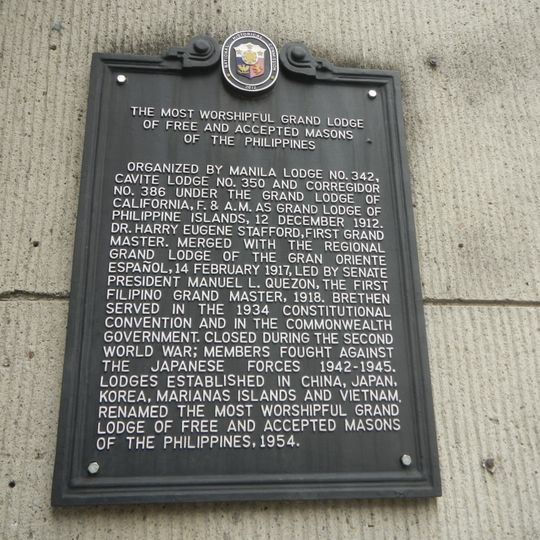 THE MOST WORSHIPFUL GRAND LODGE
OF FREE AND ACCEPTED MASONS
OF THE PHILIPPINES
ORGANIZED BY MANILA LODGE NO. 342,
CAVITE LODGE NO. 350 AND CORREGIDOR
NO. 386 UNDER THE GRAND LODGE OF
CALIFORNIA, F. & A.M. AS GRAND LODGE OF
PHILIPPINE ISLANDS, 12 DECEMBER 1912.
DR. HARRY EUGENE STAFFORD, FIRST GRAND
MASTER. MERGED WITH THE REGIONAL
GRAND LODGE OF THE GRAN ORIENTE
ESPAÑOL, 14 FEBRUARY 1917, LED BY SENATE
PRESIDENT MANUEL L. QUEZON, THE FIRST
FILIPINO GRAND MASTER, 1918. BRETHEN
SERVED IN THE 1934 CONSTITUTIONAL
CONVENTION AND IN THE COMMONWEALTH
GOVERNMENT. CLOSED DURING THE SECOND
WORLD WAR; MEMBERS FOUGHT AGAINST
THE JAPANESE FORCES 1942-1945.
LODGES ESTABLISHED IN CHINA, JAPAN,
KOREA, MARIANAS ISLANDS AND VIETNAM.
RENAMED THE MOST WORSHIPFUL GRAND
LODGE OF FREE AND ACCEPTED MASONS
OF THE PHILIPPINES, 1954.